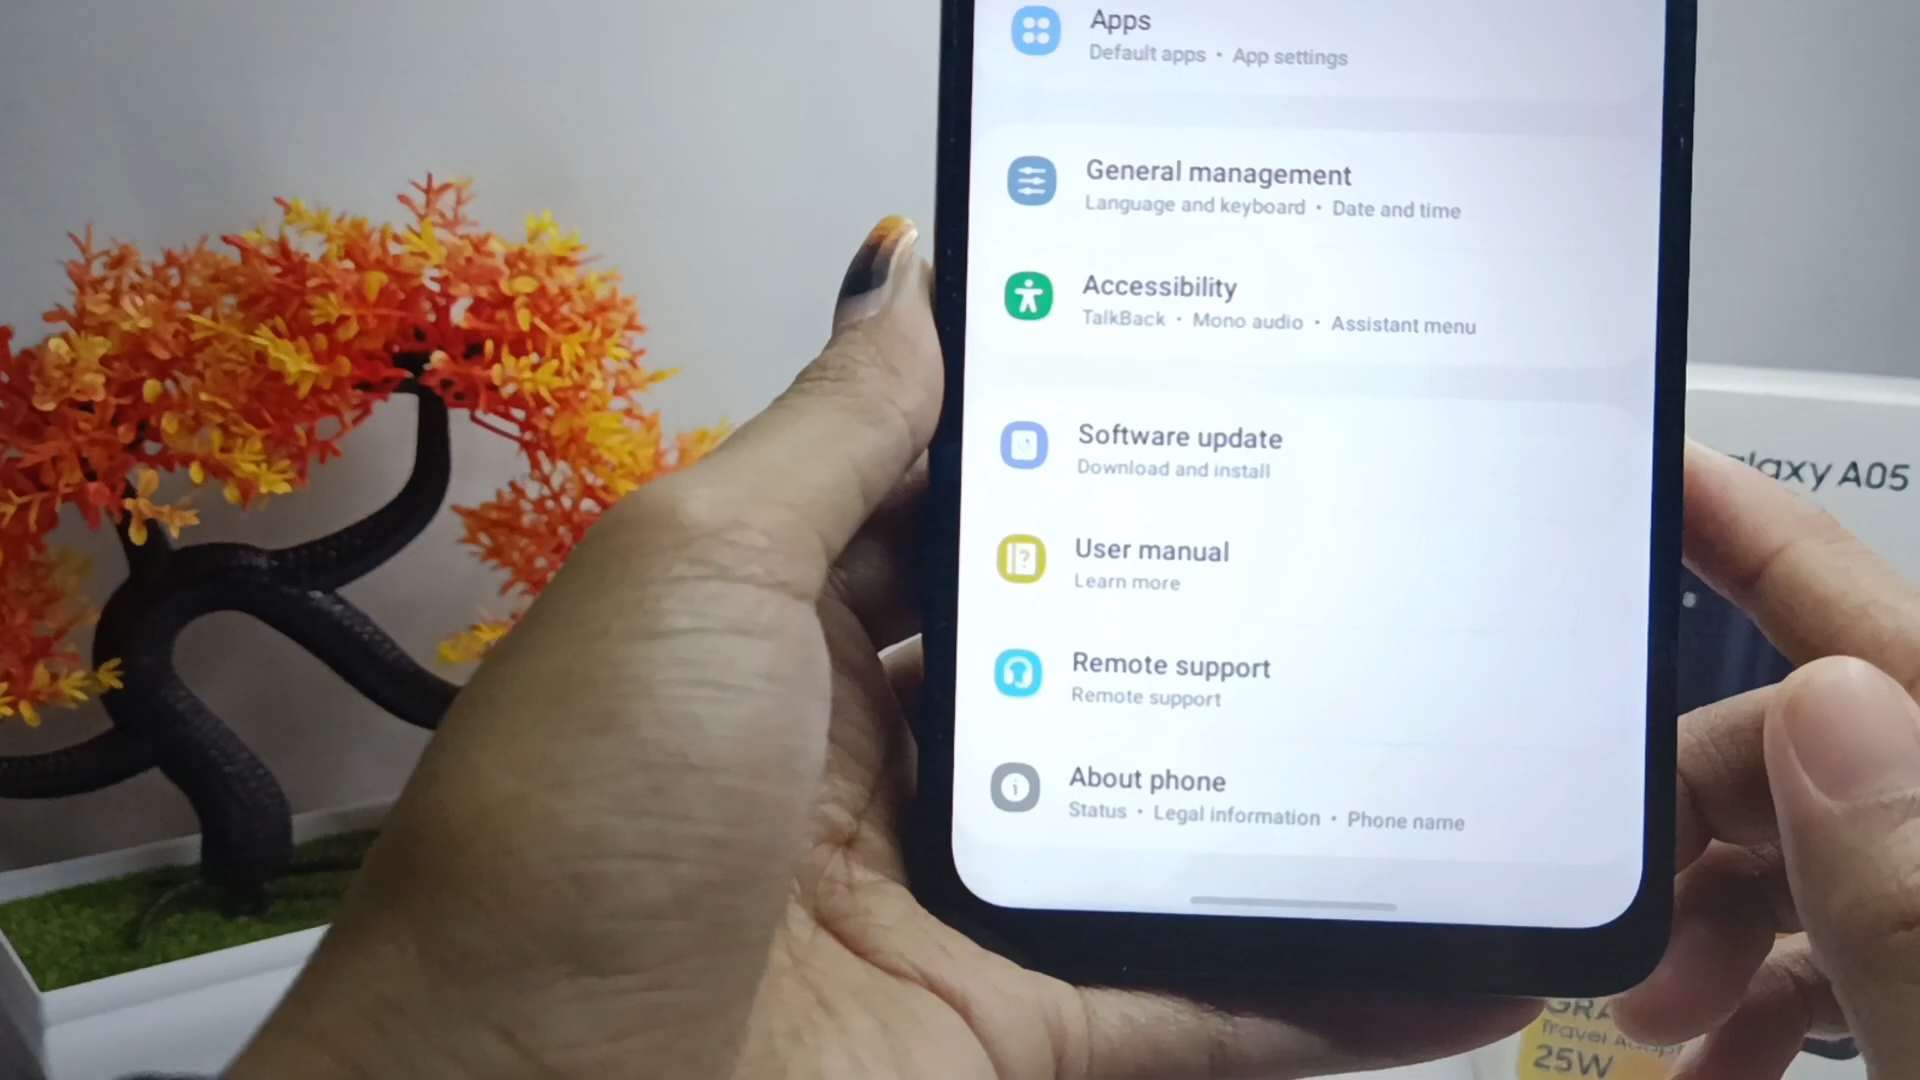 Apps
Default apps • App settings
General management
Language and keyboard • Date and time
Accessibility
TalkBack • Mono audio • Assistant menu
Software update
Download and install
User manual
Learn more
Remote support
Remote support
About phone
Status • Legal information • Phone name
A05
Travel
25W